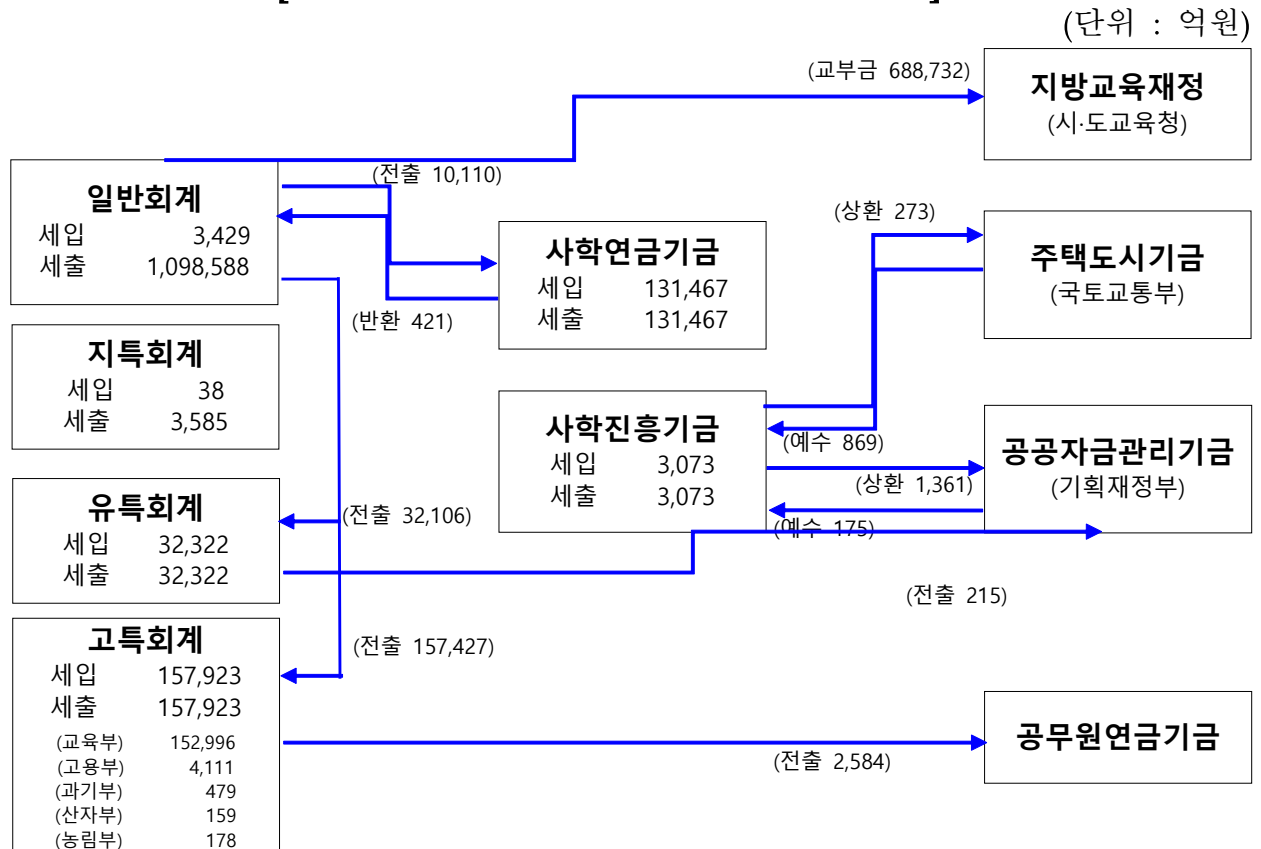 (단위 : 억원)
(교부금 688,732)
지방교육재정
(시·도교육청)
일반회계
세입 3,429
세출 1,098,588
(전출 10,110)
(상환 273)
사학연금기금
세입 131,467
세출 131,467
주택도시기금
(국토교통부)
(반환 421)
지특회계
세입 38
세출 3,585
사학진흥기금
세입 3,073
세출 3,073
(예수 869)
(상환 1,361)
(예수 175)
공공자금관리기금
(기획재정부)
유특회계
세입 32,322
세출 32,322
(전출 32,106)
(전출 215)
고특회계
세입 157,923
세출 157,923
(교육부) 152,996
(고용부) 4,111
(과기부) 479
(산자부) 159
(농림부) 178
(전출 157,427)
(전출 2,584)
공무원연금기금